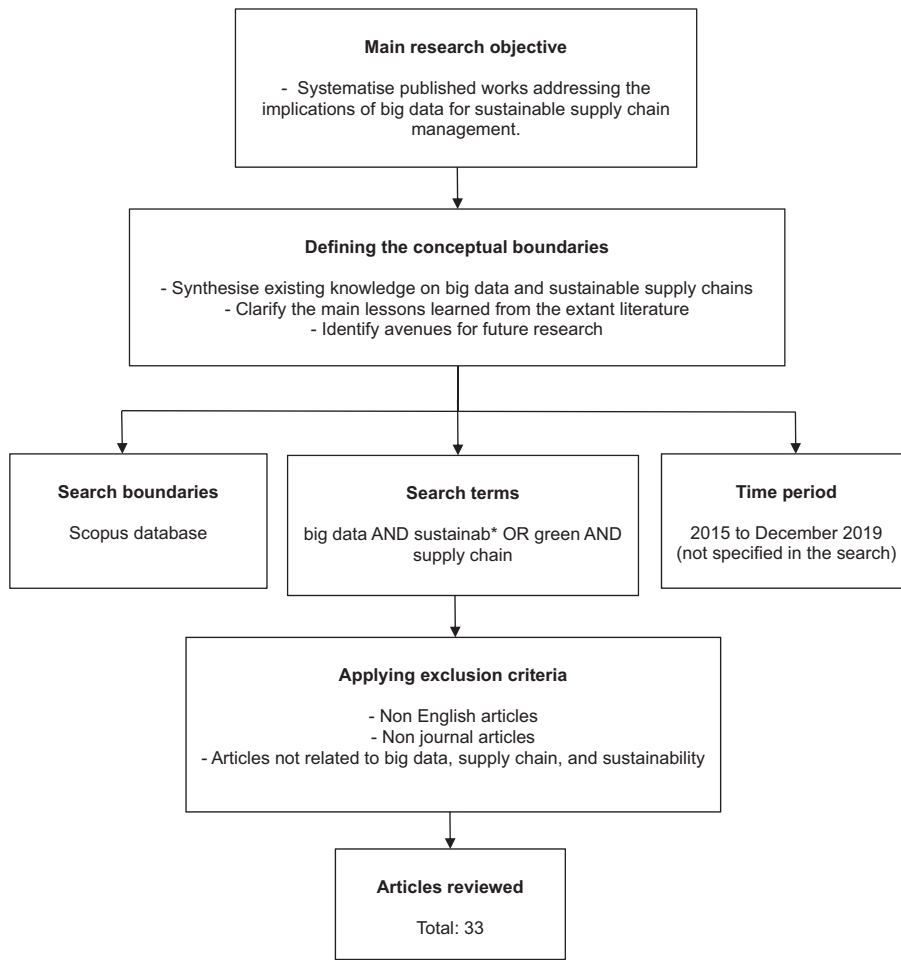 Main research objective
- Systematise published works addressing the
implications of big data for sustainable supply chain
management.
Defining the conceptual boundaries
- Synthesise existing knowledge on big data and sustainable supply chains
- Clarify the main lessons learned from the extant literature
- Identify avenues for future research
Search boundaries
Scopus database
Search terms
big data AND sustainab* OR green AND
supply chain
Time period
2015 to December 2019
(not specified in the search)
Applying exclusion criteria
- Non English articles
- Non journal articles
- Articles not related to big data, supply chain, and sustainability
Articles reviewed
Total: 33